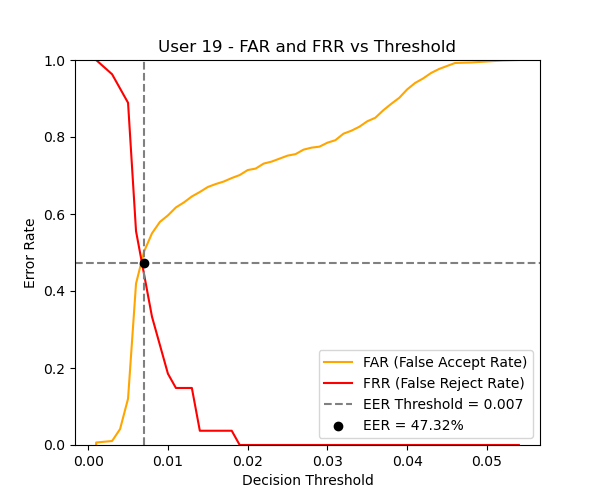 User 19 - FAR and FRR vs Threshold
1.0
0.8
0.6
0.4
0.2
0.0
Error Rate
FAR (False Accept Rate)
FRR (False Reject Rate)
EER Threshold = 0.007
EER = 47.32%
0.00 0.01 0.02 0.03 0.04 0.05
Decision Threshold